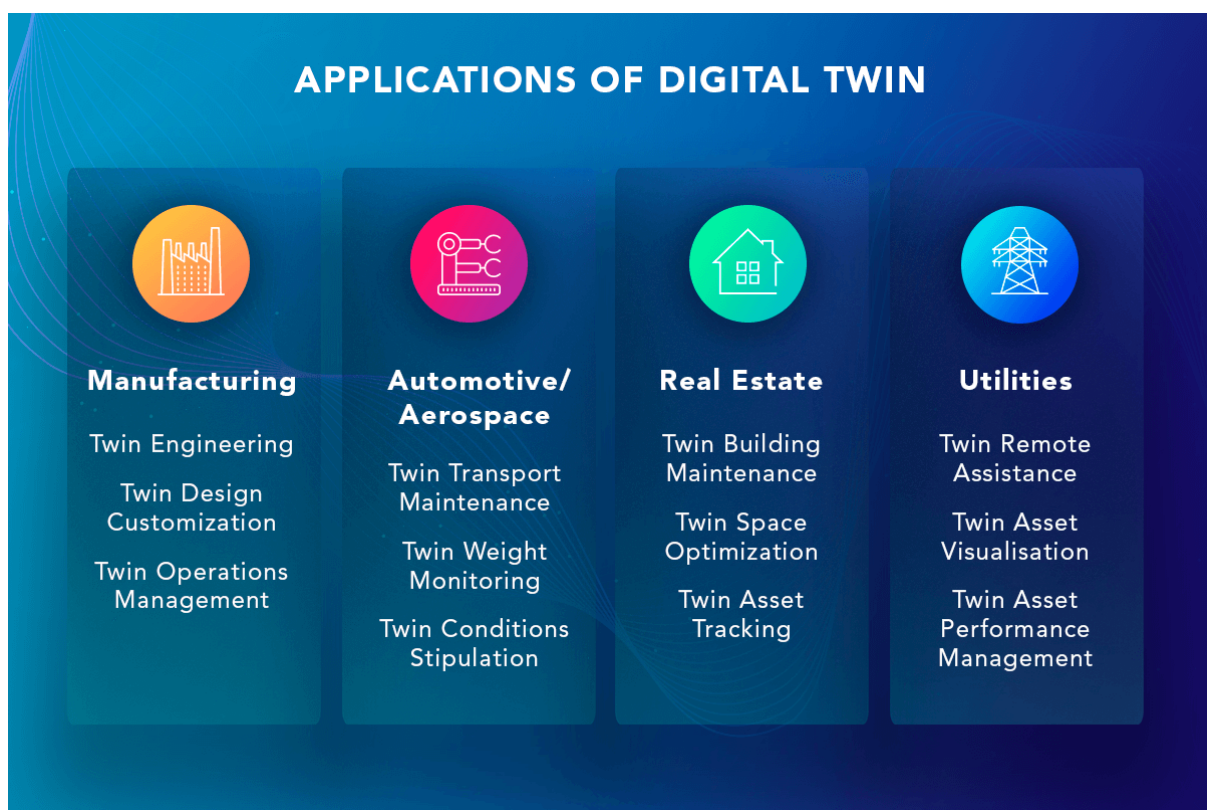 APPLICATIONS OF DIGITAL TWIN
Manufacturing
Twin Engineering
Twin Design
Customization
Twin Operations
Management
Automotive/
Aerospace
Twin Transport
Maintenance
Twin Weight
Monitoring
Twin Conditions
Stipulation
Real Estate
Twin Building
Maintenance
Twin Space
Optimization
Twin Asset
Tracking
Utilities
Twin Remote
Assistance
Twin Asset
Visualisation
Twin Asset
Performance
Management